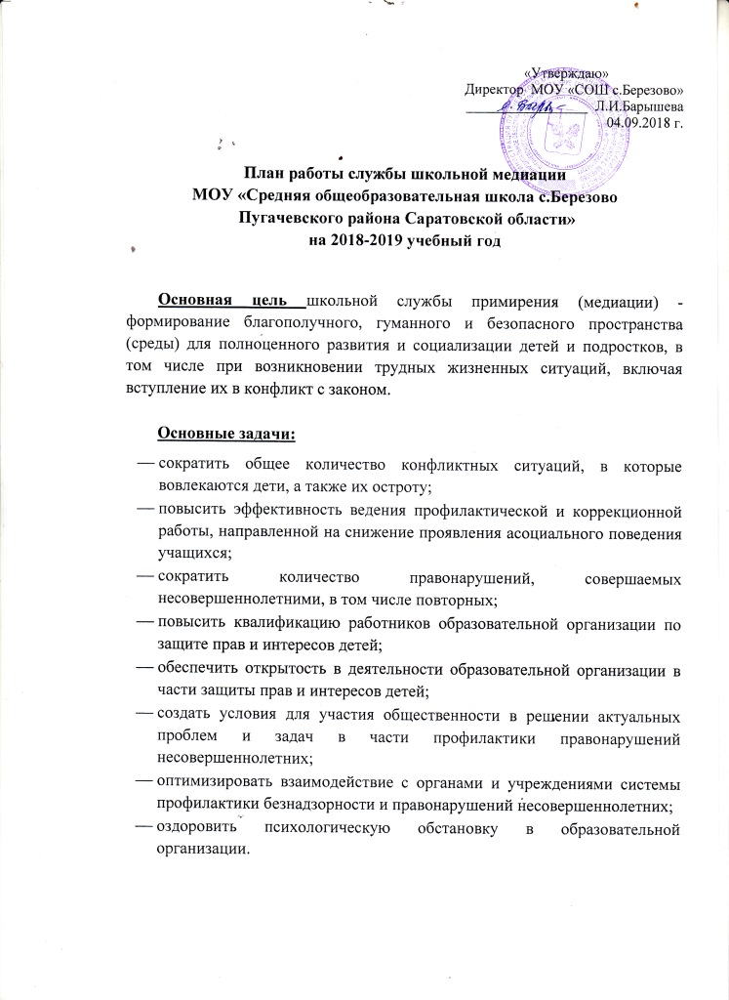 «Утверждаю»
Директор МОУ «СОШ с.Березово»
Л.И.Барышева
04.09.2018 г.
План работы службы школьной медиации
МОУ «Средняя общеобразовательная школа с.Березово
Пугачевского района Саратовской области»
на 2018-2019 учебный год
Основная цель школьной службы примирения (медиации) -
формирование благополучного, гуманного и безопасного пространства
(среды) для полноценного развития и социализации детей и подростков, в
том числе при возникновении трудных жизненных ситуаций, включая
вступление их в конфликт с законом.
Основные задачи:
— сократить общее количество конфликтных ситуаций, в которые
вовлекаются дети, а также их остроту;
— повысить эффективность ведения профилактической и коррекционной
работы, направленной на снижение проявления асоциального поведения
учащихся;
— сократить количество правонарушений, совершаемых
несовершеннолетними, в том числе повторных;
— повысить квалификацию работников образовательной организации по
защите прав и интересов детей;
— обеспечить открытость в деятельности образовательной организации в
части защиты прав и интересов детей;
— создать условия для участия общественности в решении актуальных
проблем и задач в части профилактики правонарушений
несовершеннолетних;
— оптимизировать взаимодействие с органами и учреждениями системы
профилактики безнадзорности и правонарушений несовершеннолетних;
— оздоровить психологическую обстановку в образовательной
организации.